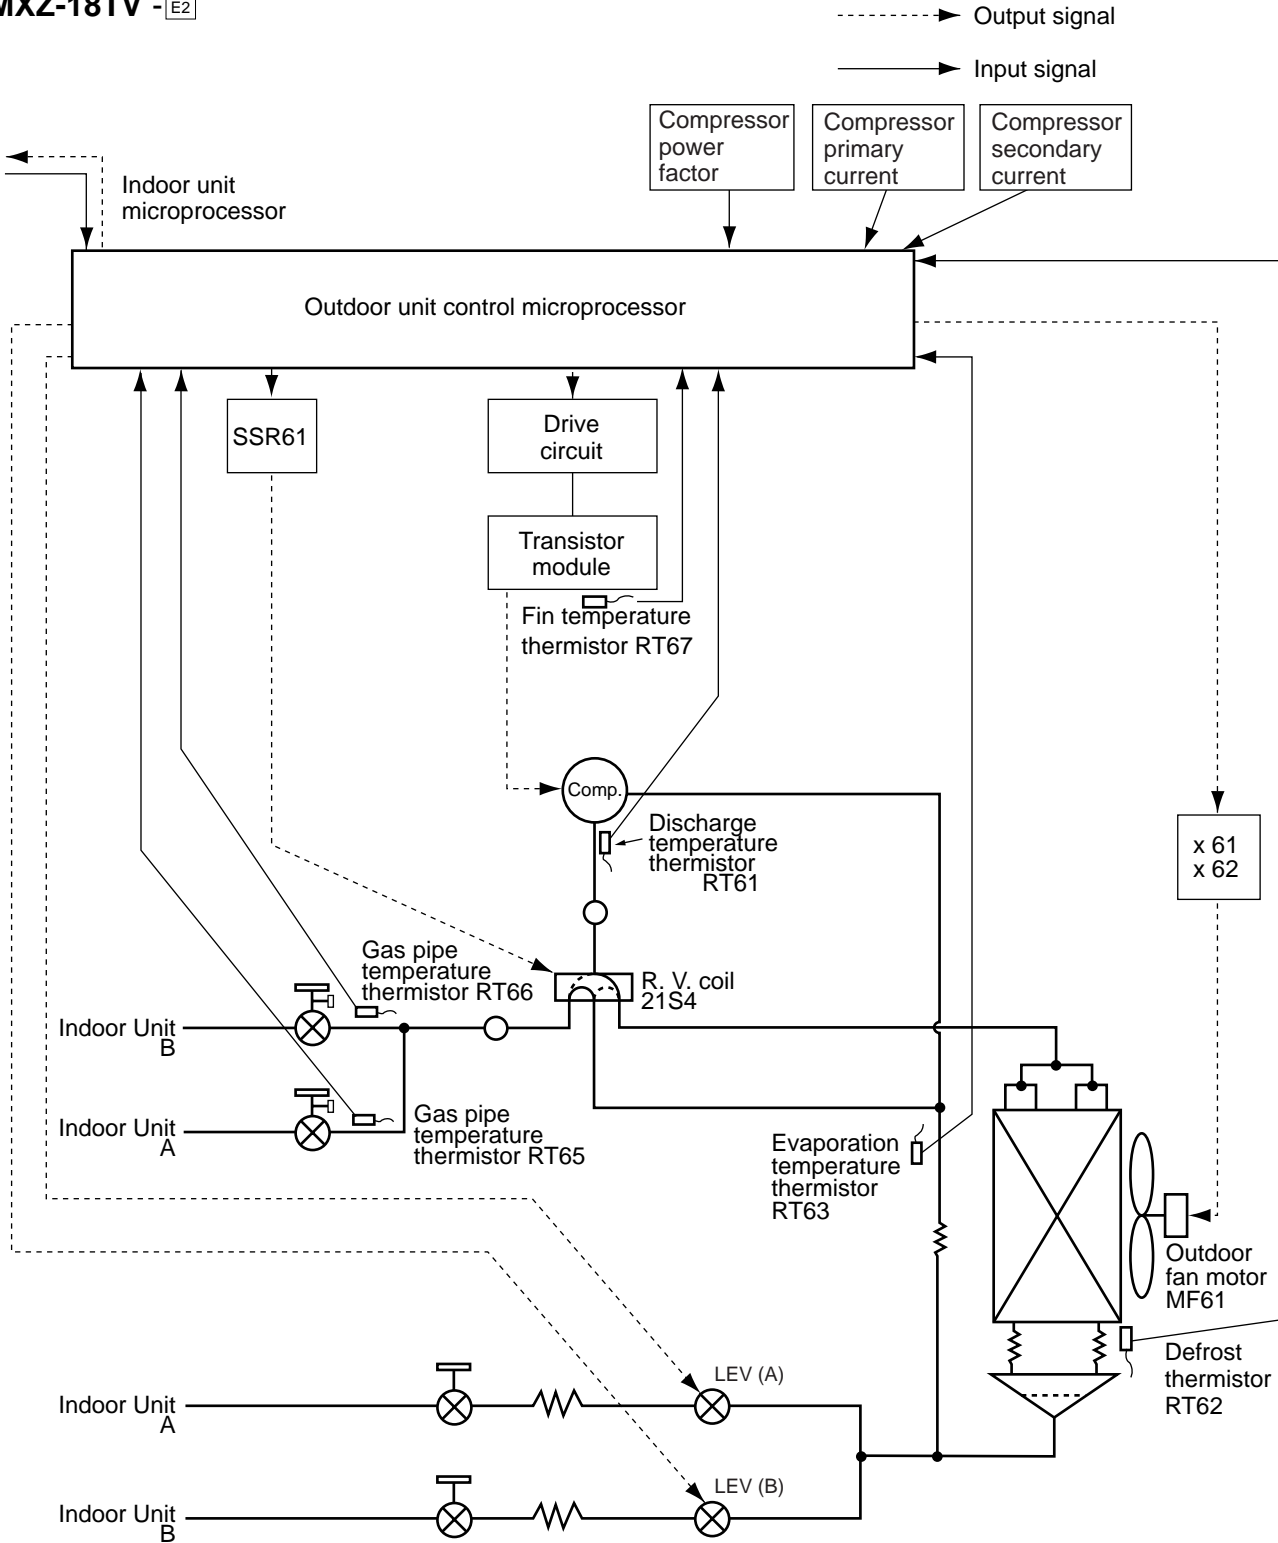 MXZ-18TV - E2
Output signal
Input signal
Compressor
power
factor
Compressor
primary
current
Compressor
secondary
current
Indoor unit
microprocessor
Outdoor unit control microprocessor
SSR61
Drive
circuit
Transistor
module
Fin temperature
thermistor RT67
Comp.
Discharge
temperature
thermistor
RT61
x 61
x 62
Gas pipe
temperature
thermistor RT66
R. V. coil
21S4
Indoor Unit
B
Gas pipe
temperature
thermistor RT65
Indoor Unit
A
Evaporation
temperature
thermistor
RT63
Outdoor
fan motor
MF61
Defrost
thermistor
RT62
LEV (A)
Indoor Unit
A
LEV (B)
Indoor Unit
B